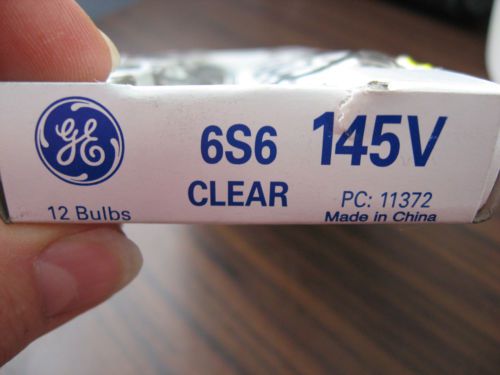 GE
6S6 145V
CLEAR
PC: 11372
12 Bulbs
Made in China